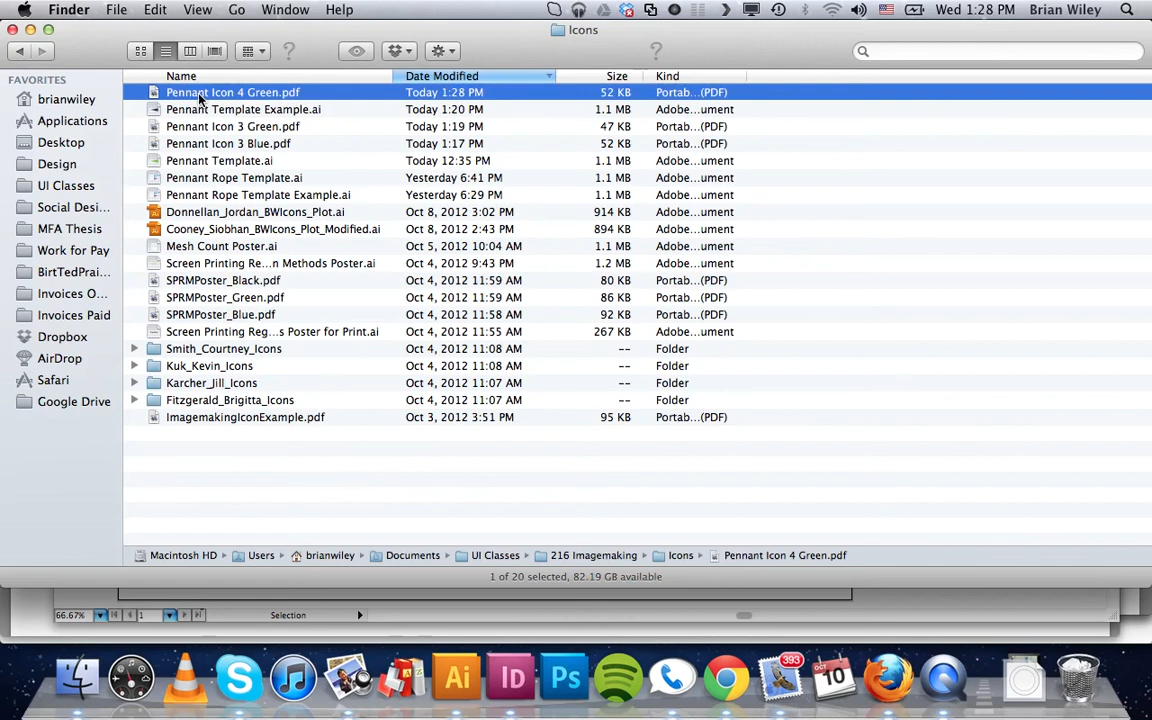 Finder File Edit View Go Window Help Wed 1:28 PM Brian Wiley
Icons
FAVORITES
brianwiley
Applications
Desktop
Design
UI Classes
Social Desi...
MFA Thesis
Work for Pay
BirtTedPrai...
Invoices O...
Invoices Paid
Dropbox
AirDrop
Safari
Google Drive
Name Date Modified Size Kind
Pennant Icon 4 Green.pdf Today 1:28 PM 52 KB Portab...(PDF)
Pennant Template Example.ai Today 1:20 PM 1.1 MB Adobe...ument
Pennant Icon 3 Green.pdf Today 1:19 PM 47 KB Portab...(PDF)
Pennant Icon 3 Blue.pdf Today 1:17 PM 52 KB Portab...(PDF)
Pennant Template.ai Today 12:35 PM 1.1 MB Adobe...ument
Pennant Rope Template.ai Yesterday 6:41 PM 1.1 MB Adobe...ument
Pennant Rope Template Example.ai Yesterday 6:29 PM 1.1 MB Adobe...ument
Donnellan_Jordan_BWIcons_Plot.ai Oct 8, 2012 3:02 PM 914 KB Adobe...ument
Cooney_Siobhan_BWIcons_Plot_Modified.ai Oct 8, 2012 2:43 PM 894 KB Adobe...ument
Mesh Count Poster.ai Oct 5, 2012 10:04 AM 1.1 MB Adobe...ument
Screen Printing Re...n Methods Poster.ai Oct 4, 2012 9:43 PM 1.2 MB Adobe...ument
SPRMPoster_Black.pdf Oct 4, 2012 11:59 AM 80 KB Portab...(PDF)
SPRMPoster_Green.pdf Oct 4, 2012 11:59 AM 86 KB Portab...(PDF)
SPRMPoster_Blue.pdf Oct 4, 2012 11:58 AM 92 KB Portab...(PDF)
Screen Printing Reg...s Poster for Print.ai Oct 4, 2012 11:55 AM 267 KB Adobe...ument
Smith_Courtney_Icons Oct 4, 2012 11:08 AM -- Folder
Kuk_Kevin_Icons Oct 4, 2012 11:08 AM -- Folder
Karcher_Jill_Icons Oct 4, 2012 11:07 AM -- Folder
Fitzgerald_Brigitta_Icons Oct 4, 2012 11:07 AM -- Folder
ImagemakingIconExample.pdf Oct 3, 2012 3:51 PM 95 KB Portab...(PDF)
Macintosh HD Users brianwiley Documents UI Classes 216 Imagemaking Icons Pennant Icon 4 Green.pdf
1 of 20 selected, 82.19 GB available
66.67% 1 Selection
Ai Id Ps 393 OCT 10